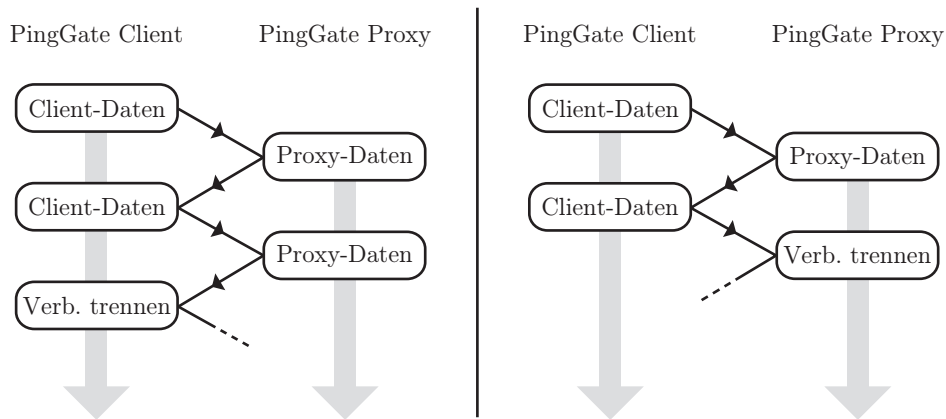 PingGate Client
PingGate Proxy
Client-Daten
Proxy-Daten
Client-Daten
Proxy-Daten
Verb. trennen
PingGate Client
PingGate Proxy
Client-Daten
Proxy-Daten
Client-Daten
Verb. trennen